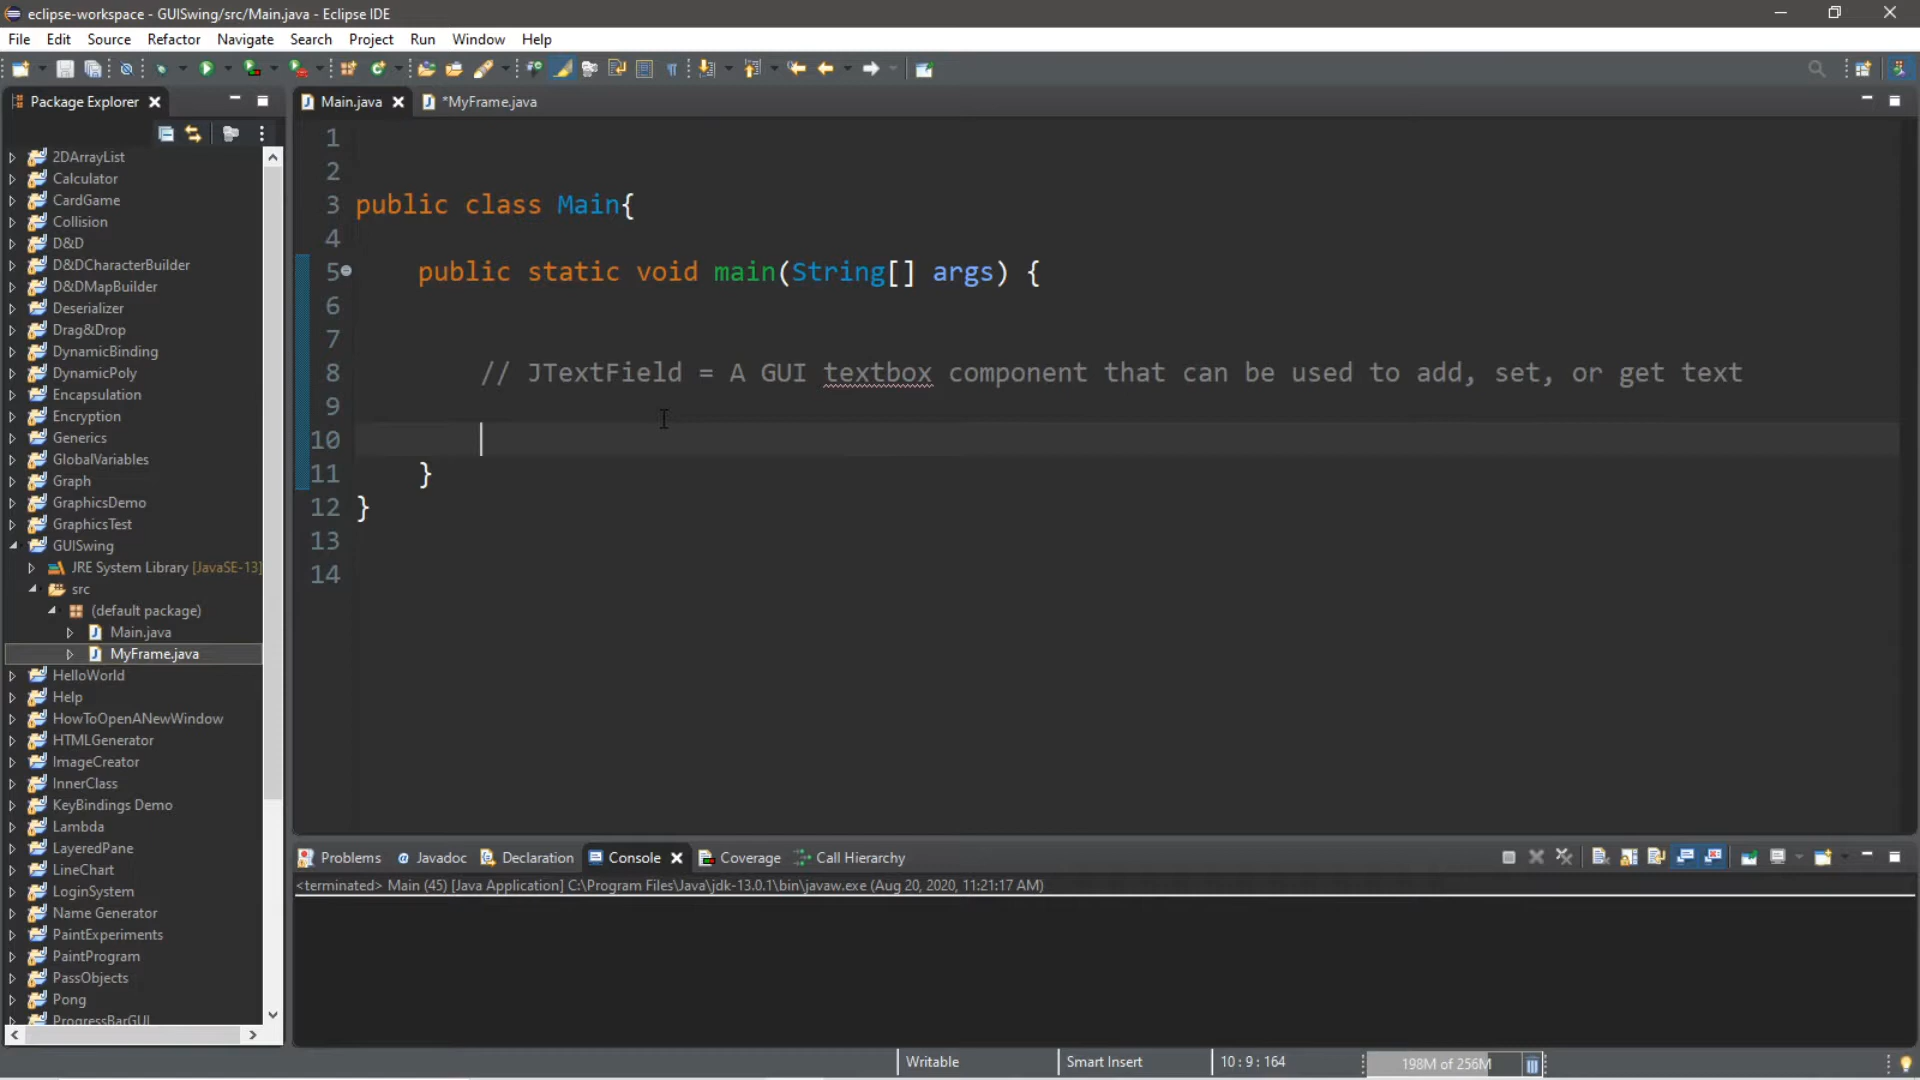 eclipse-workspace - GUISwing/src/Main.java - Eclipse IDE
File Edit Source Refactor Navigate Search Project Run Window Help
Package Explorer
Main.java
*MyFrame.java
2DArrayList
Calculator
CardGame
Collision
D&D
D&DCharacterBuilder
D&DMapBuilder
Deserializer
Drag&Drop
DynamicBinding
DynamicPoly
Encapsulation
Encryption
Generics
GlobalVariables
Graph
GraphicsDemo
GraphicsTest
GUISwing
JRE System Library [JavaSE-13]
src
(default package)
Main.java
MyFrame.java
HelloWorld
Help
HowToOpenANewWindow
HTMLGenerator
ImageCreator
InnerClass
KeyBindings Demo
Lambda
LayeredPane
LineChart
LoginSystem
Name Generator
PaintExperiments
PaintProgram
PassObjects
Pong
ProgressBarGUI
1
2
3 public class Main{
4
5 public static void main(String[] args) {
6
7
8 // JTextField = A GUI textbox component that can be used to add, set, or get text
9
10
11 }
12 }
13
14
Problems @ Javadoc Declaration Console Coverage Call Hierarchy
<terminated> Main (45) [Java Application] C:\Program Files\Java\jdk-13.0.1\bin\javaw.exe (Aug 20, 2020, 11:21:17 AM)
Writable Smart Insert 10 : 9 : 164 198M of 256M